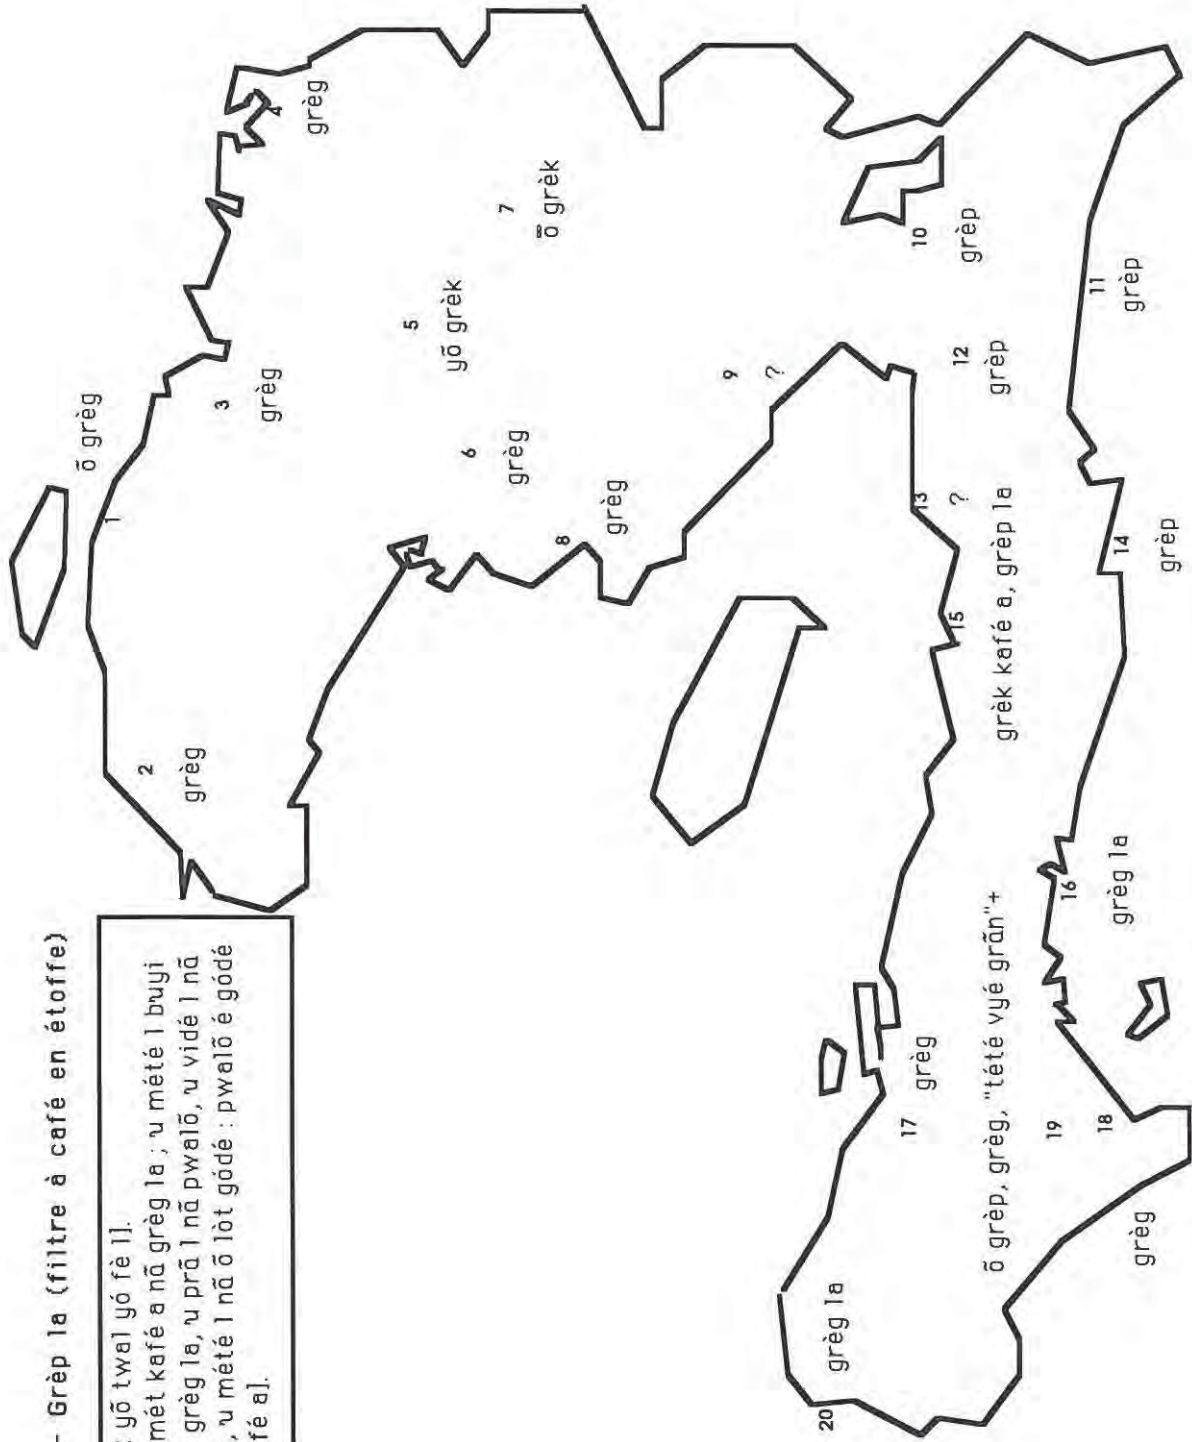 - Grèp la (filtre à café en étoffe)
yõ twal yó fè l].
mét kafé a nã grèg la ; u mété l buyi
grèg la, u prã l nã pwalõ, u vidé l nã
, u mété l nã õ lòt gódé : pwalõ é gódé
fé a].
1
õ grèg
2
grèg
3
grèg
4
grèg
5
yõ grèk
6
grèg
7
õ grèk
8
grèg
9
?
10
grèp
11
grèp
12
grèp
13
?
14
grèp
15
grèk kafé a, grèp la
16
grèg la
17
grèg
18
grèg
19
õ grèp, grèg, "tété vyé grãn"+
20
grèg la